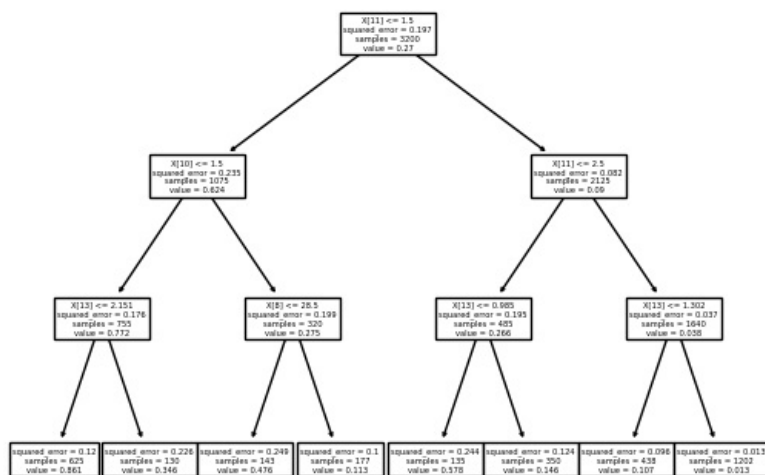 X[11] <= 1.5
squared_error = 0.197
samples = 3200
value = 0.27
X[10] <= 1.5
squared_error = 0.235
samples = 1075
value = 0.624
X[11] <= 2.5
squared_error = 0.082
samples = 2125
value = 0.09
X[13] <= 2.151
squared_error = 0.176
samples = 755
value = 0.772
X[8] <= 28.5
squared_error = 0.199
samples = 320
value = 0.275
X[13] <= 0.985
squared_error = 0.195
samples = 485
value = 0.266
X[13] <= 1.302
squared_error = 0.037
samples = 1640
value = 0.038
squared_error = 0.12
samples = 625
value = 0.861
squared_error = 0.226
samples = 130
value = 0.346
squared_error = 0.249
samples = 143
value = 0.476
squared_error = 0.1
samples = 177
value = 0.113
squared_error = 0.244
samples = 135
value = 0.578
squared_error = 0.124
samples = 350
value = 0.146
squared_error = 0.096
samples = 438
value = 0.107
squared_error = 0.013
samples = 1202
value = 0.013